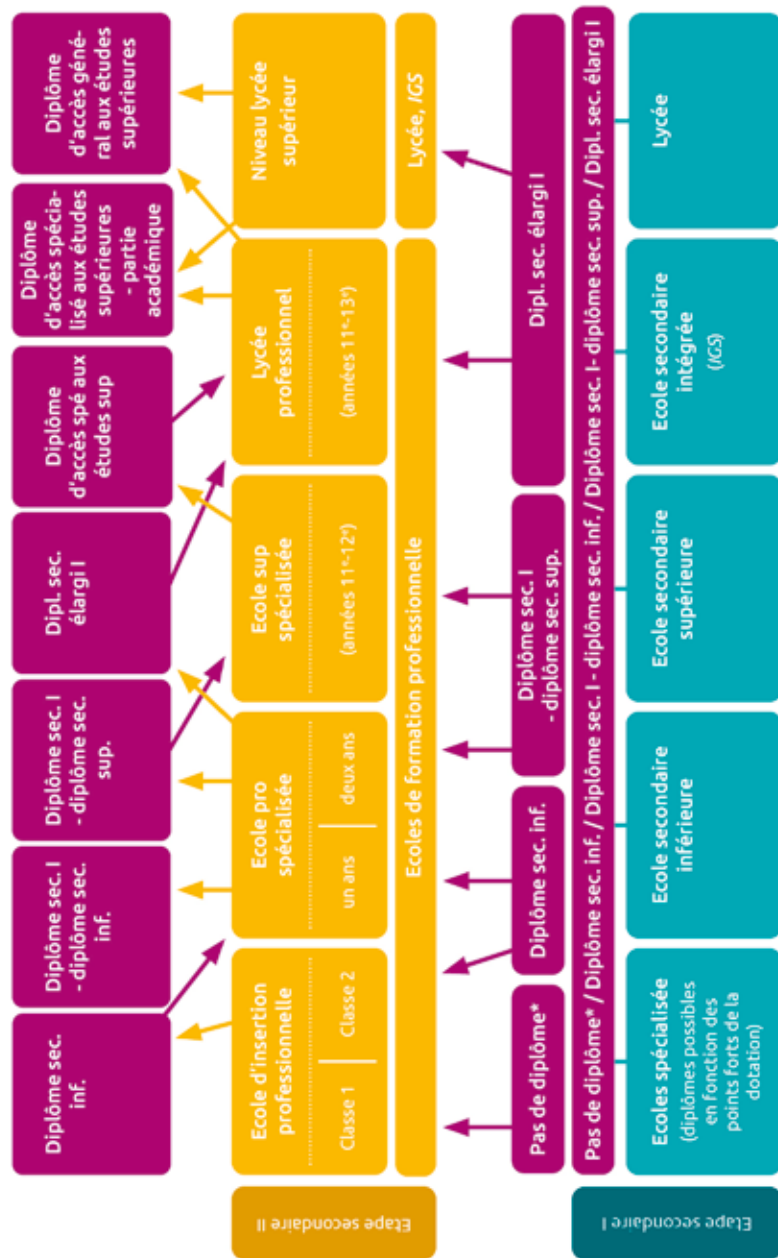 Diplôme sec.
inf.
Diplôme sec. I
- diplôme sec.
inf.
Diplôme sec. I
- diplôme sec.
sup.
Dipl. sec.
élargi I
Diplôme
d'accès spé aux
études sup
Diplôme
d'accès spécia-
lisé aux études
supérieures
- partie
académique
Diplôme
d'accès géné-
ral aux études
supérieures
Etape secondaire II
Ecole d'insertion
professionnelle
Classe 1
Classe 2
Ecole pro
spécialisée
un ans
deux ans
Ecole sup
spécialisée
(années 11e-12e)
Lycée
professionnel
(années 11e-13e)
Niveau lycée
supérieur
Ecoles de formation professionnelle
Lycée, IGS
Pas de diplôme*
Diplôme sec. inf.
Diplôme sec. I
- diplôme sec. sup.
Dipl. sec. élargi I
Pas de diplôme* / Diplôme sec. inf. / Diplôme sec. I - diplôme sec. inf. / Diplôme sec. I- diplôme sec. sup. / Dipl. sec. élargi I
Etape secondaire I
Ecoles spécialisée
(diplômes possibles
en fonction des
points forts de la
dotation)
Ecole secondaire
inférieure
Ecole secondaire
supérieure
Ecole secondaire
intégrée
(IGS)
Lycée